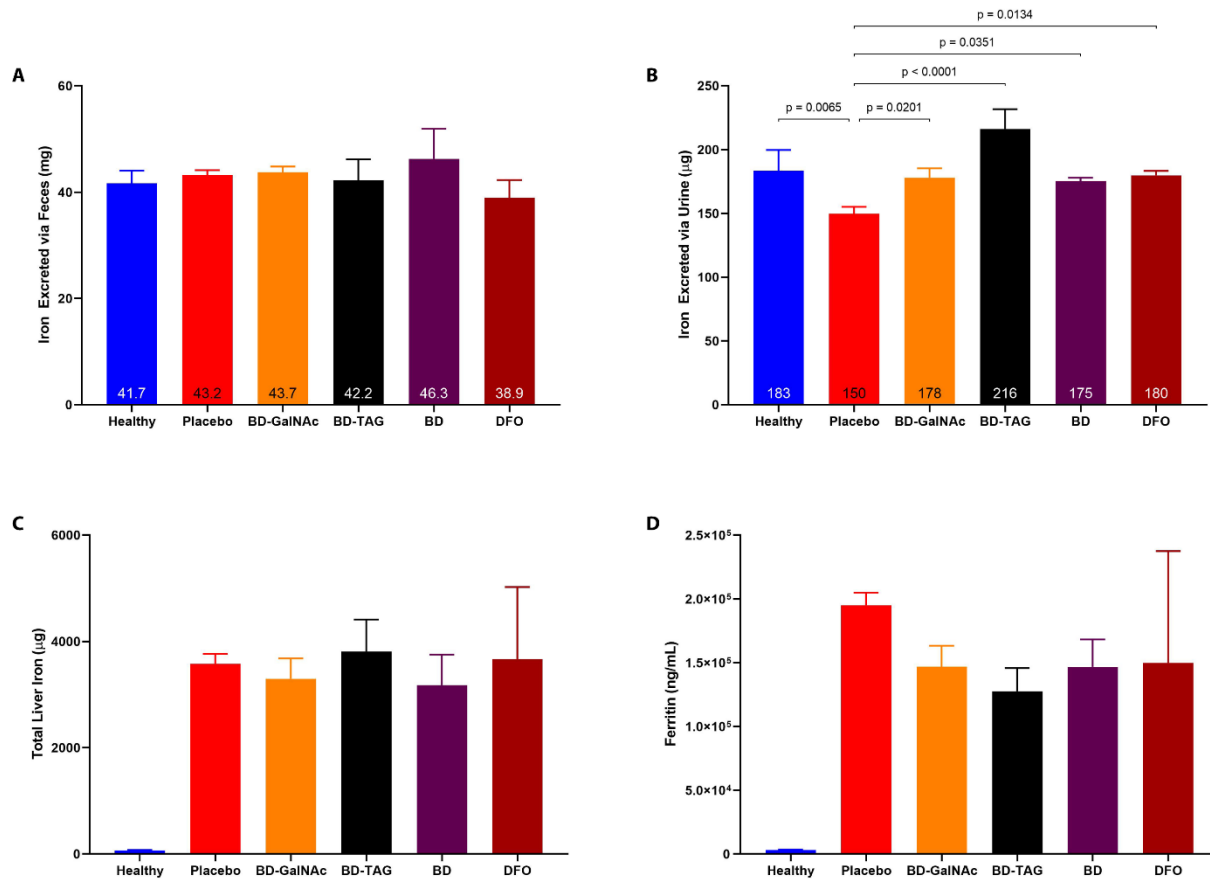 A
Iron Excreted via Feces (mg)
60
40
20
0
41.7 43.2 43.7 42.2 46.3 38.9
Healthy Placebo BD-GalNAc BD-TAG BD DFO
B
p = 0.0134
p = 0.0351
p < 0.0001
p = 0.0065 p = 0.0201
Iron Excreted via Urine (µg)
250
200
150
100
50
0
183 150 178 216 175 180
Healthy Placebo BD-GalNAc BD-TAG BD DFO
C
Total Liver Iron (µg)
6000
4000
2000
0
Healthy Placebo BD-GalNAc BD-TAG BD DFO
D
Ferritin (ng/mL)
2.5×10⁵
2.0×10⁵
1.5×10⁵
1.0×10⁵
5.0×10⁴
0
Healthy Placebo BD-GalNAc BD-TAG BD DFO